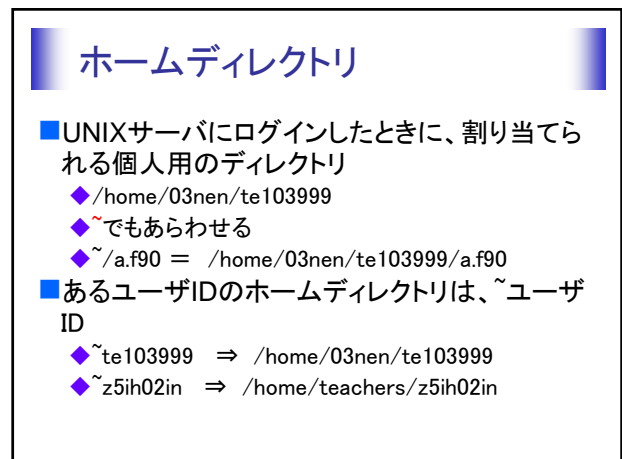 ホームディレクトリ
■UNIXサーバにログインしたときに、割り当てら
れる個人用のディレクトリ
◆/home/03nen/te103999
◆~でもあらわせる
◆~/a.f90 = /home/03nen/te103999/a.f90
■あるユーザIDのホームディレクトリは、~ユーザ
ID
◆~te103999 ⇒ /home/03nen/te103999
◆~z5ih02in ⇒ /home/teachers/z5ih02in